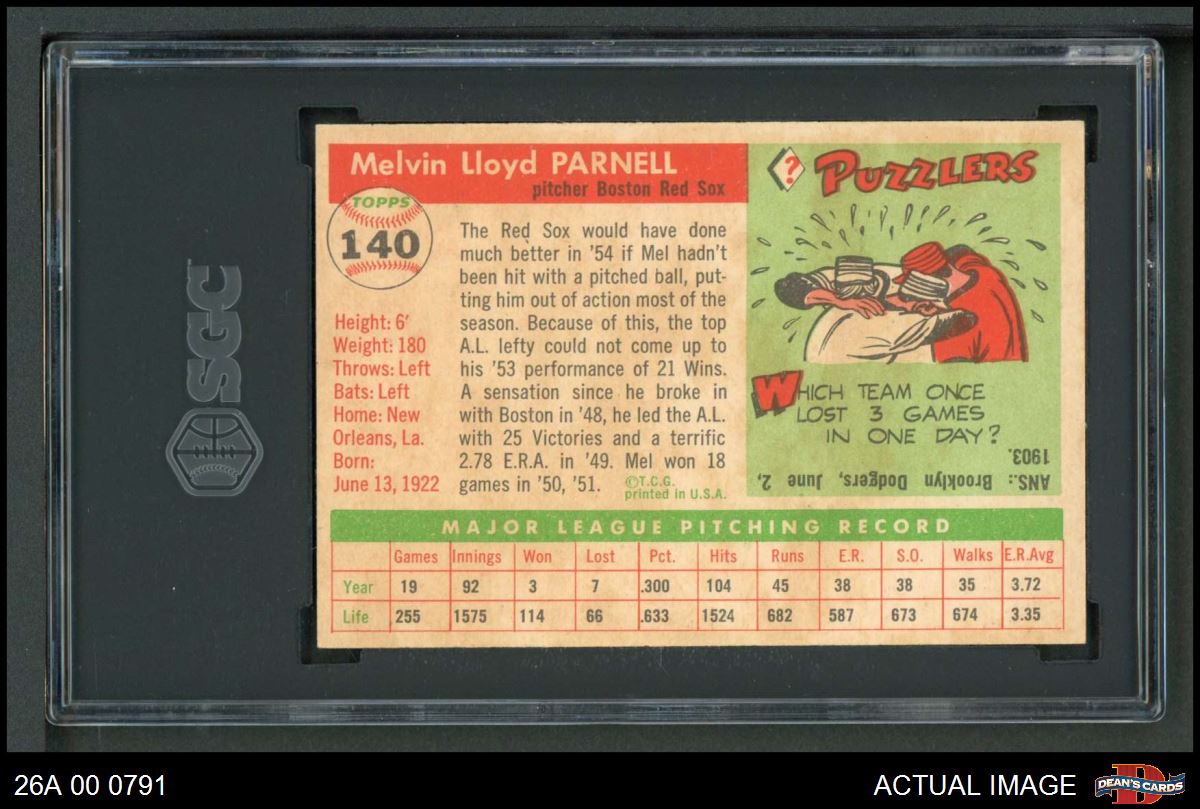 SGC
Melvin Lloyd PARNELL
pitcher Boston Red Sox
TOPPS
140
Height: 6'
Weight: 180
Throws: Left
Bats: Left
Home: New
Orleans, La.
Born:
June 13, 1922
The Red Sox would have done
much better in '54 if Mel hadn't
been hit with a pitched ball, put-
ting him out of action most of the
season. Because of this, the top
A.L. lefty could not come up to
his '53 performance of 21 Wins.
A sensation since he broke in
with Boston in '48, he led the A.L.
with 25 Victories and a terrific
2.78 E.R.A. in '49. Mel won 18
games in '50, '51.
©T.C.G.
printed in U.S.A.
? PUZZLERS
WHICH TEAM ONCE
LOST 3 GAMES
IN ONE DAY?
ANS.: Brooklyn Dodgers, June 2,
1903.
MAJOR LEAGUE PITCHING RECORD
Games Innings Won Lost Pct. Hits Runs E.R. S.O. Walks E.R.Avg
Year 19 92 3 7 .300 104 45 38 38 35 3.72
Life 255 1575 114 66 .633 1524 682 587 673 674 3.35
26A 00 0791
ACTUAL IMAGE
D
DEAN'S CARDS